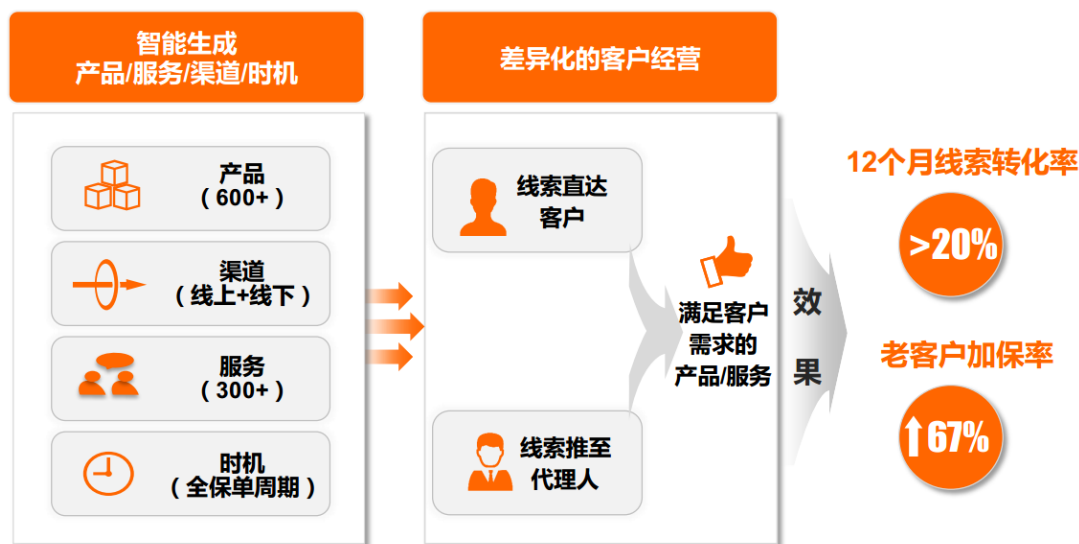 智能生成
产品/服务/渠道/时机
差异化的客户经营
产品
（600+）
渠道
（线上+线下）
服务
（300+）
时机
（全保单周期）
线索直达
客户
线索推至
代理人
满足客户
需求的
产品/服务
效
果
12个月线索转化率
>20%
老客户加保率
↑67%